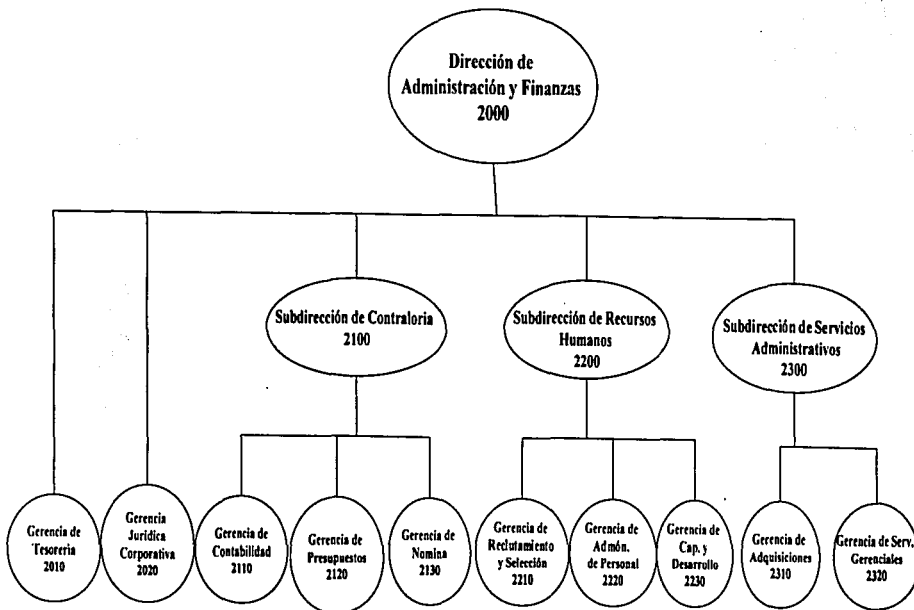 Dirección de
Administración y Finanzas
2000
Subdirección de Contraloria
2100
Subdirección de Recursos
Humanos
2200
Subdirección de Servicios
Administrativos
2300
Gerencia de
Tesoreria
2010
Gerencia
Jurídica
Corporativa
2020
Gerencia de
Contabilidad
2110
Gerencia de
Presupuestos
2120
Gerencia de
Nomina
2130
Gerencia de
Reclutamiento
y Selección
2210
Gerencia de
Admón.
de Personal
2220
Gerencia de
Cap. y
Desarrollo
2230
Gerencia de
Adquisiciones
2310
Gerencia de Serv.
Gerenciales
2320